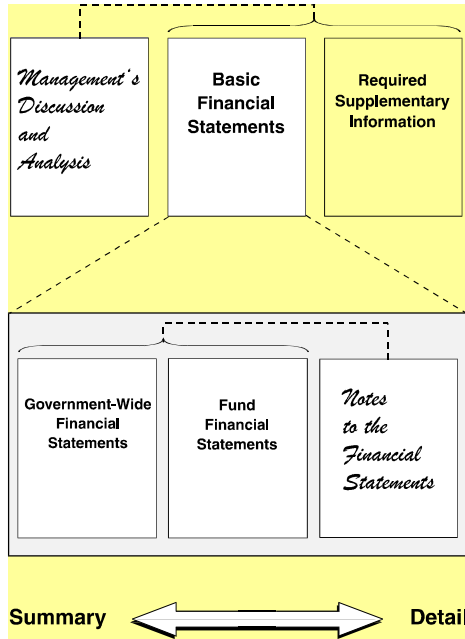 Management's
Discussion
and
Analysis
Basic
Financial
Statements
Required
Supplementary
Information
Government-Wide
Financial
Statements
Fund
Financial
Statements
Notes
to the
Financial
Statements
Summary
Detail